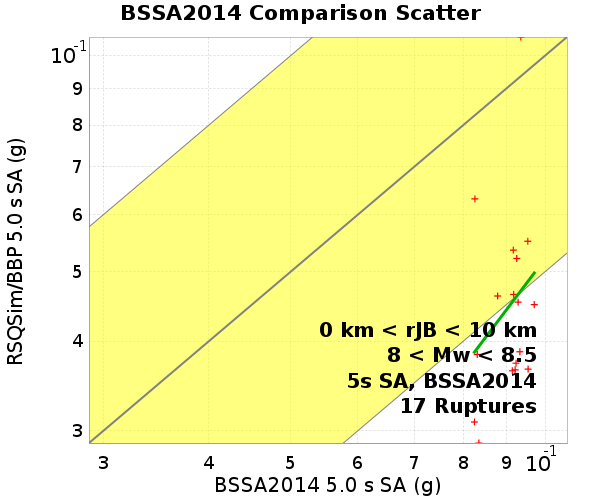 BSSA2014 Comparison Scatter
RSQSim/BBP 5.0 s SA (g)
10-1
9
8
7
6
5
4
3
0 km < rJB < 10 km
8 < Mw < 8.5
5s SA, BSSA2014
17 Ruptures
3 4 5 6 7 8 9 10-1
BSSA2014 5.0 s SA (g)